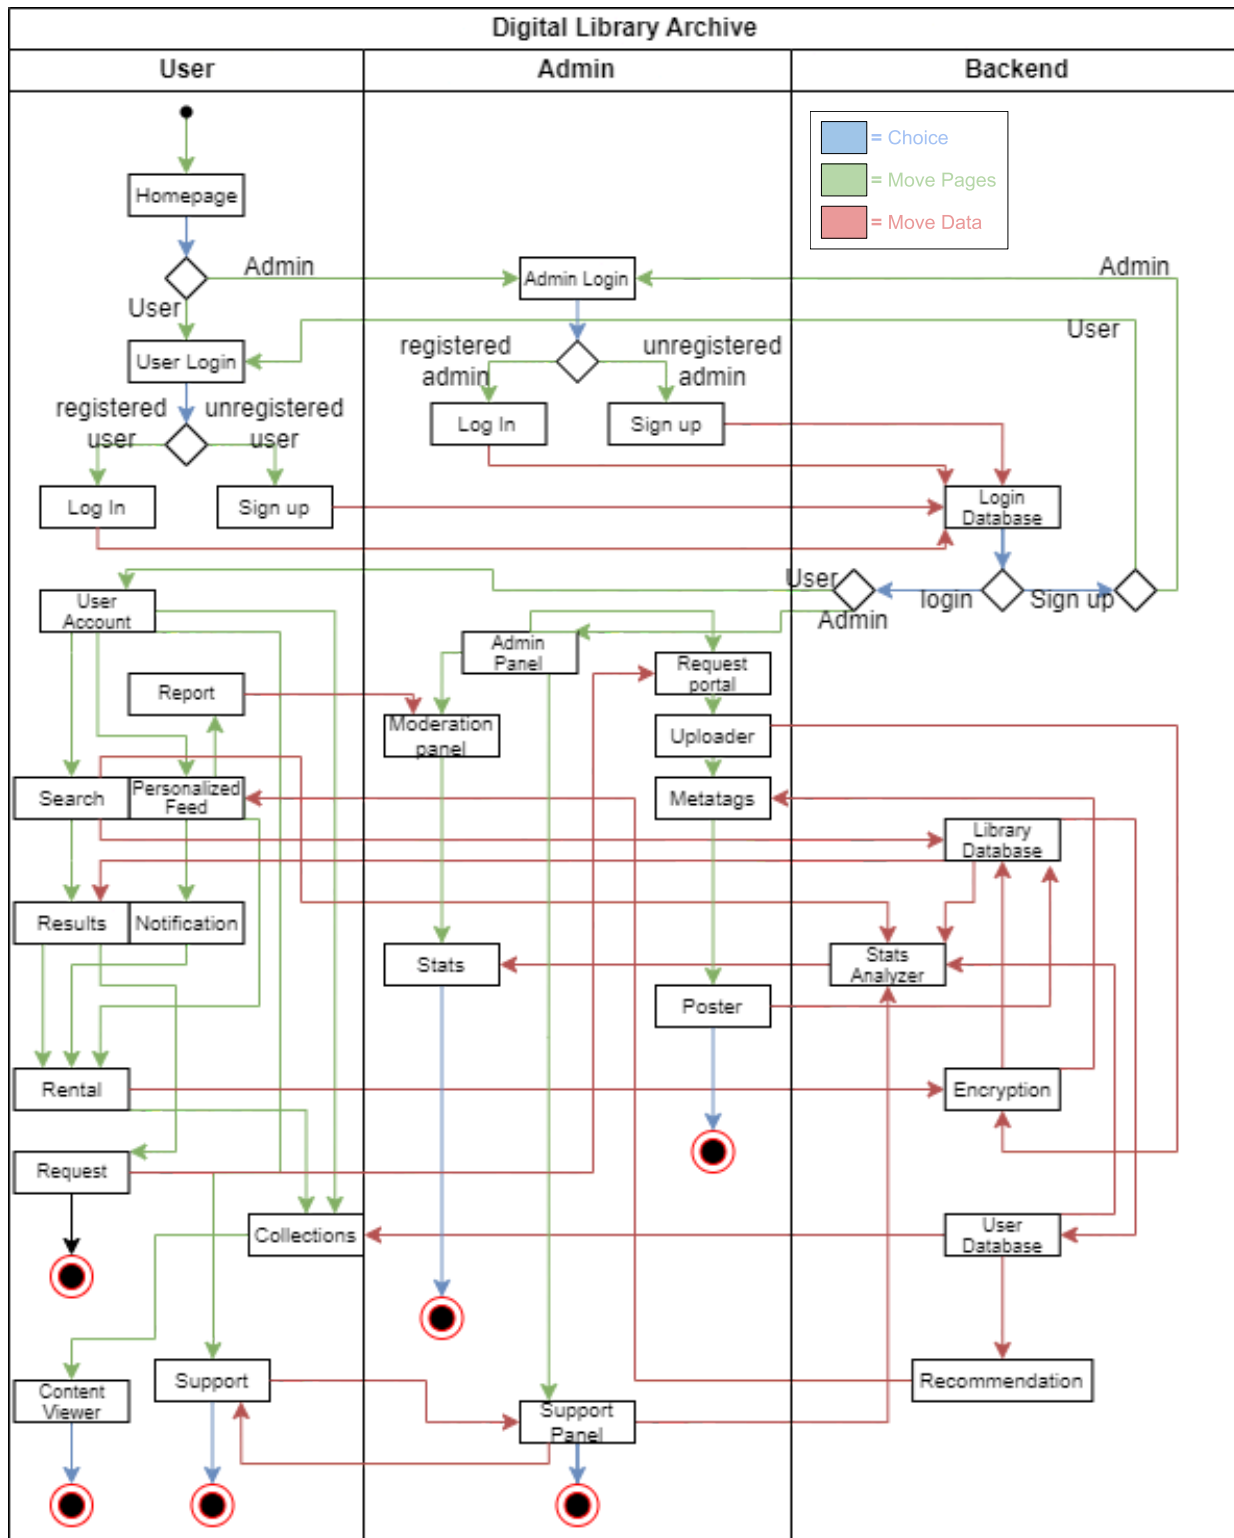 Digital Library Archive
User
Admin
Backend
= Choice
= Move Pages
= Move Data
Homepage
Admin
Admin Login
Admin
User
User
User Login
registered
admin
unregistered
admin
registered
user
unregistered
user
Log In
Sign up
Log In
Sign up
Login
Database
User
Admin
login
Sign up
User
Account
Admin
Panel
Request
portal
Report
Moderation
panel
Uploader
Search
Personalized
Feed
Metatags
Library
Database
Results
Notification
Stats
Stats
Analyzer
Poster
Rental
Encryption
Request
Collections
User
Database
Content
Viewer
Support
Support
Panel
Recommendation